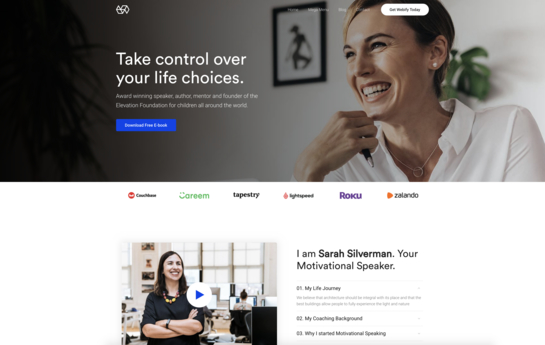 Home
Blog
Get Webify Today
Take control over
your life choices.
Award winning speaker, author, mentor and founder of the
Elevation Foundation for children all around the world.
Download Free E-book
Couchbase
Careem
tapestry
lightspeed
ROKU
zalando
I am Sarah Silverman. Your
Motivational Speaker.
01. My Life Journey
We believe that architecture should be integral with its place and that the
best buildings allow people to fully experience the light and nature
02. My Coaching Background
03. Why I started Motivational Speaking